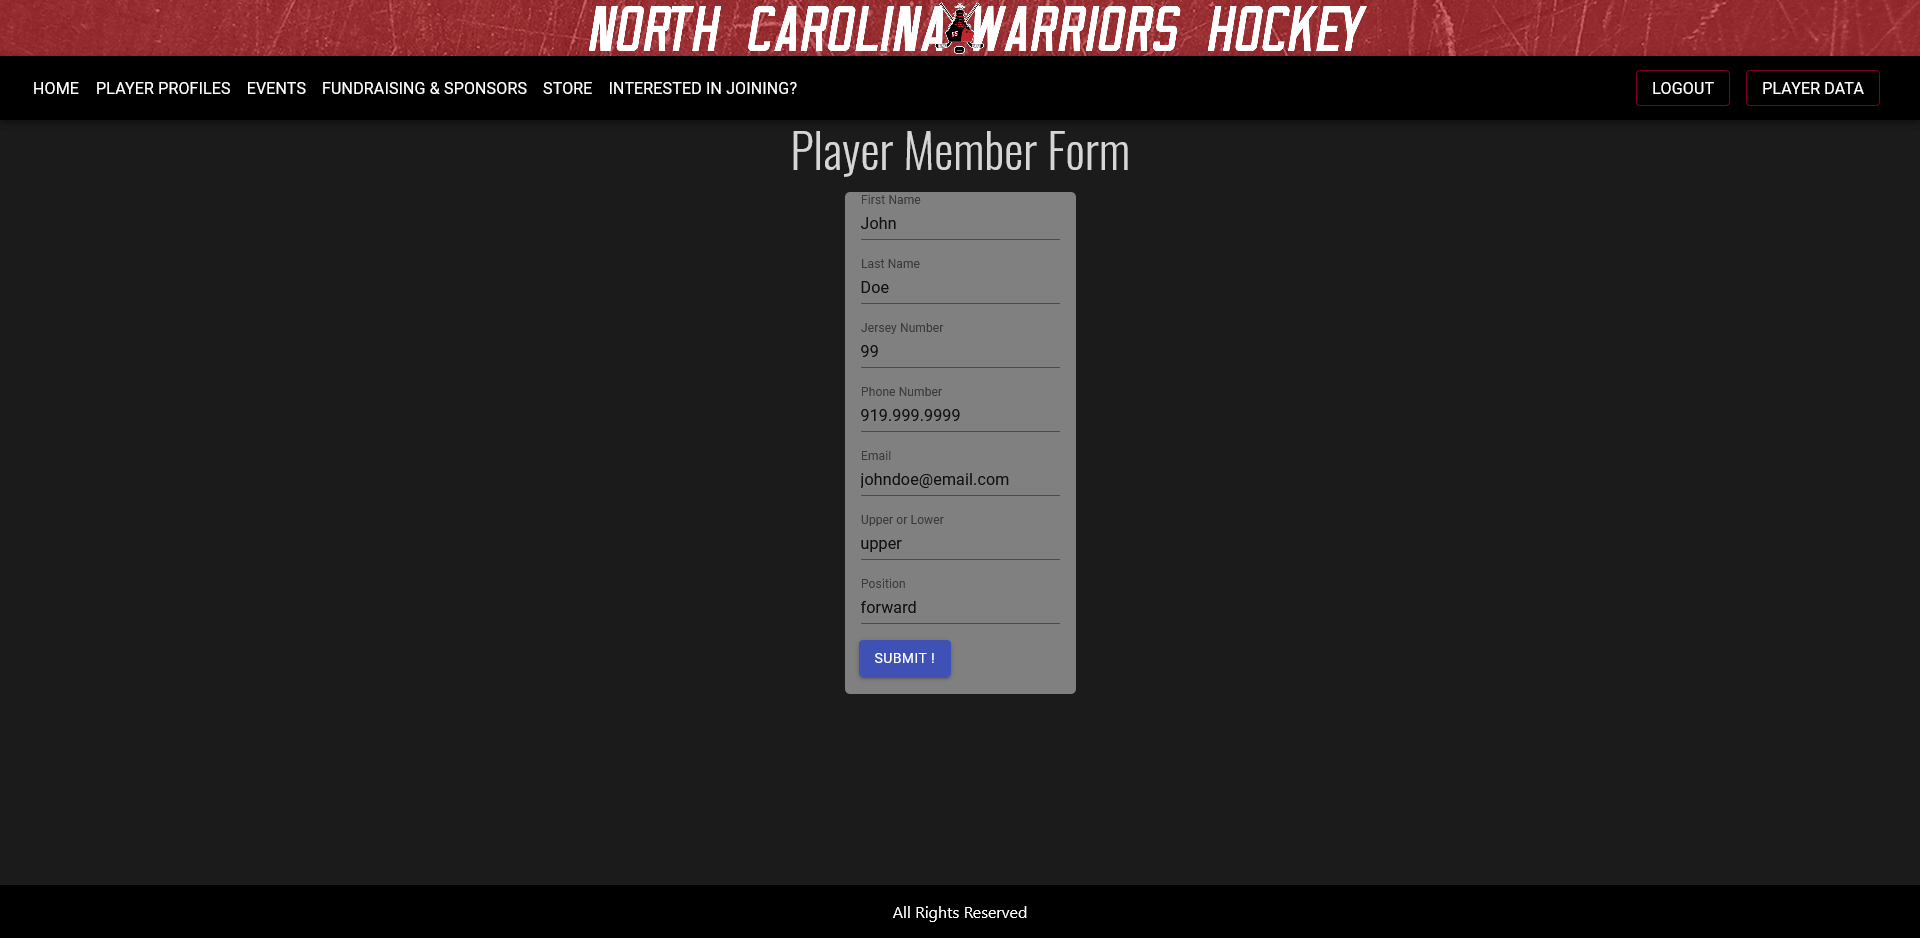 NORTH CAROLINA WARRIORS HOCKEY
HOME PLAYER PROFILES EVENTS FUNDRAISING & SPONSORS STORE INTERESTED IN JOINING? LOGOUT PLAYER DATA
Player Member Form
First Name
John
Last Name
Doe
Jersey Number
99
Phone Number
919.999.9999
Email
johndoe@email.com
Upper or Lower
upper
Position
forward
SUBMIT !
All Rights Reserved